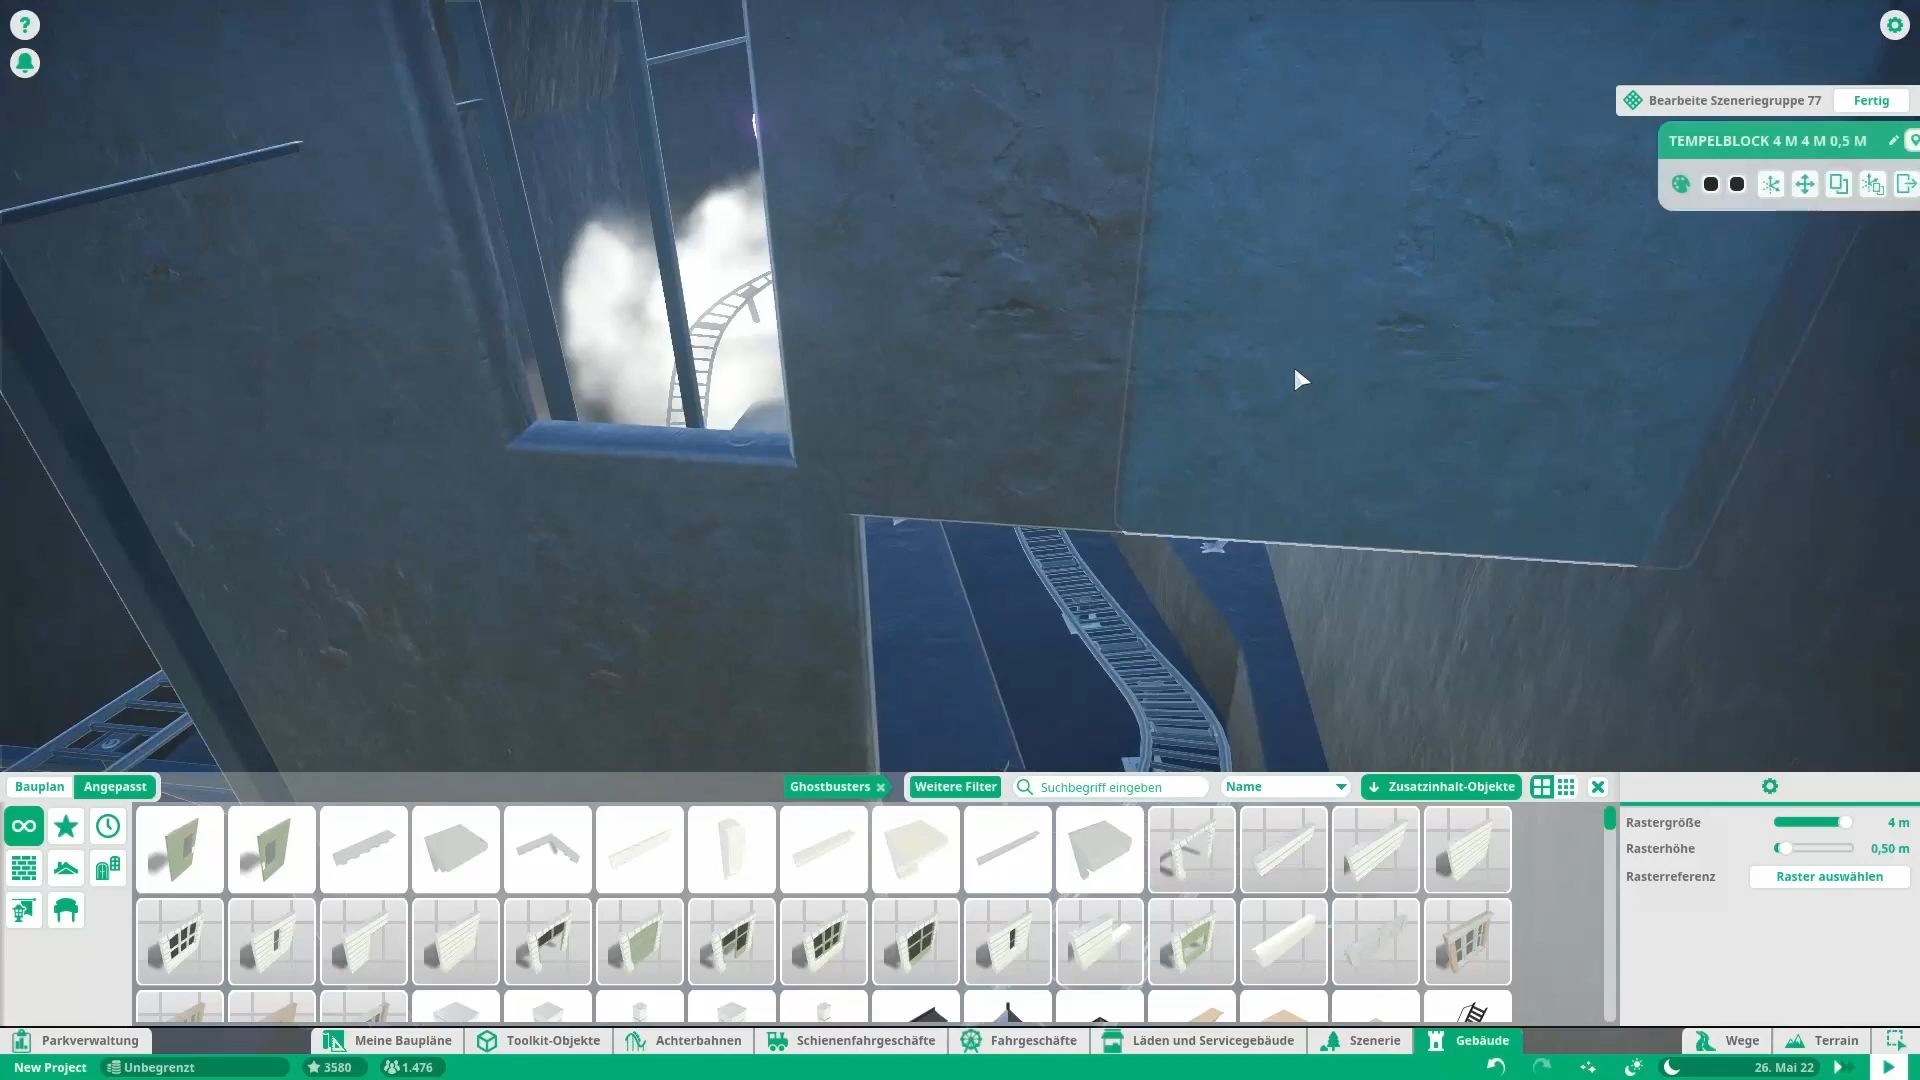 ?
Bearbeite Szeneriegruppe 77 Fertig
TEMPELBLOCK 4 M 4 M 0,5 M
Bauplan Angepasst Ghostbusters Weitere Filter Suchbegriff eingeben Name Zusatzinhalt-Objekte
Rastergröße 4 m
Rasterhöhe 0,50 m
Rasterreferenz Raster auswählen
Parkverwaltung Meine Baupläne Toolkit-Objekte Achterbahnen Schienenfahrgeschäfte Fahrgeschäfte Läden und Servicegebäude Szenerie Gebäude Wege Terrain
New Project Unbegrenzt 3580 1.476 26. Mai 22